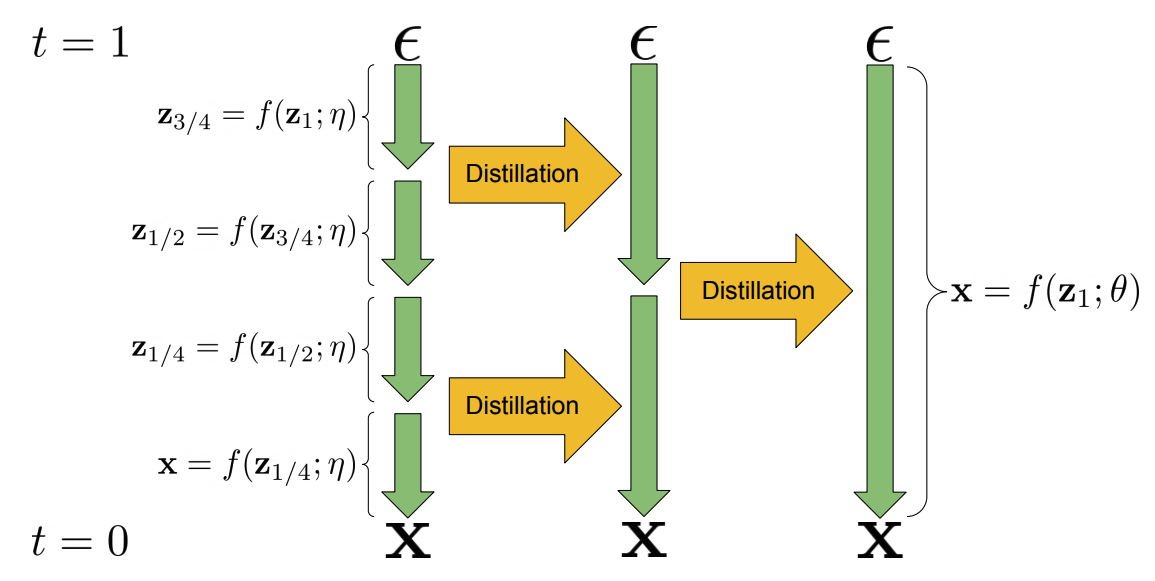 t = 1
ϵ
ϵ
ϵ
z_{3/4} = f(z_1; η)
Distillation
z_{1/2} = f(z_{3/4}; η)
Distillation
x = f(z_1; θ)
z_{1/4} = f(z_{1/2}; η)
Distillation
x = f(z_{1/4}; η)
t = 0
x
x
x